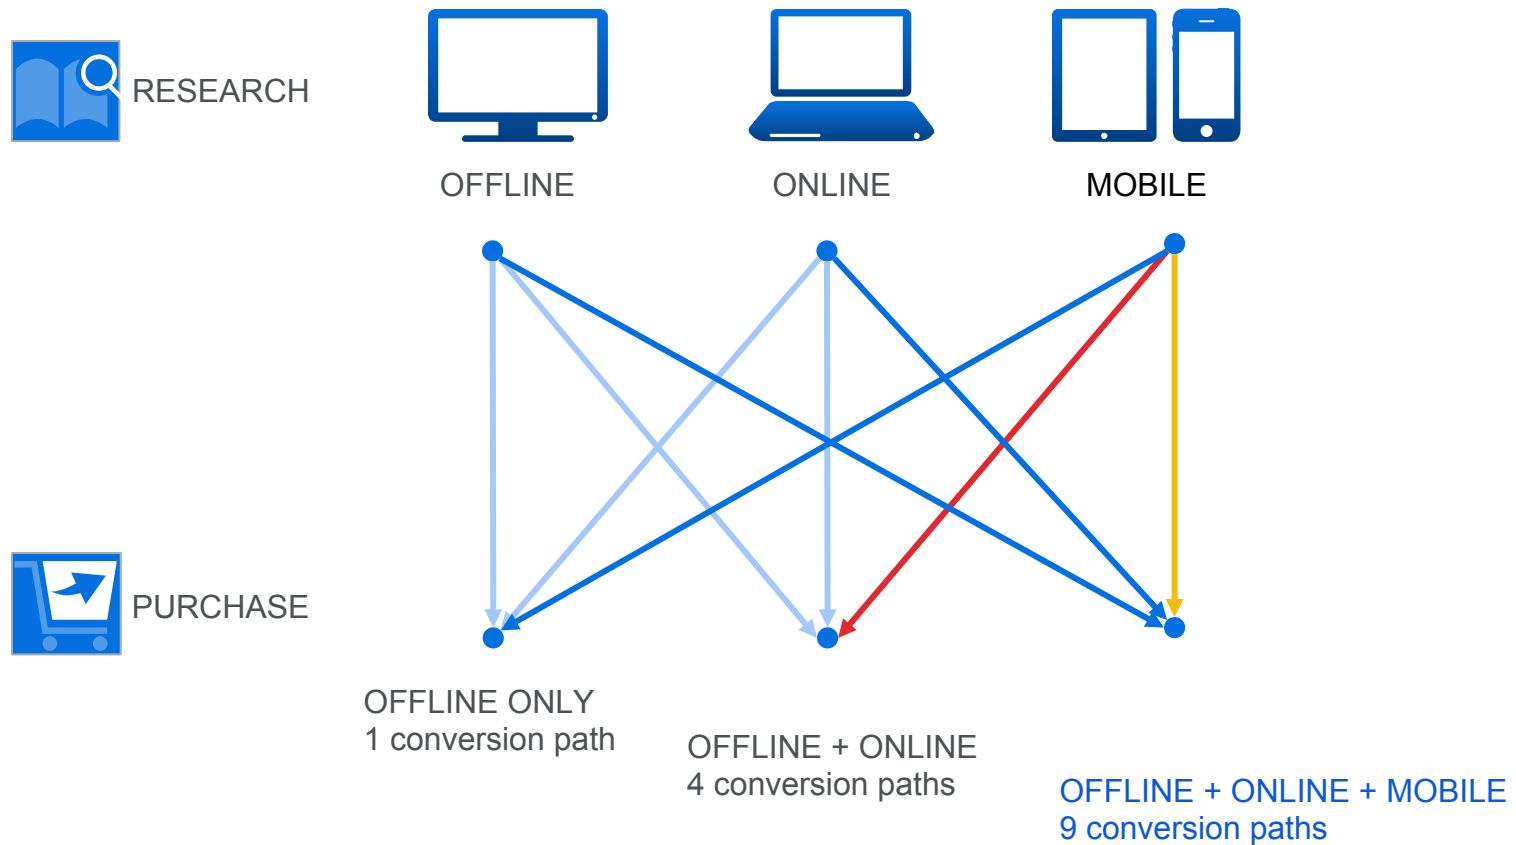 RESEARCH
OFFLINE
ONLINE
MOBILE
PURCHASE
OFFLINE ONLY
1 conversion path
OFFLINE + ONLINE
4 conversion paths
OFFLINE + ONLINE + MOBILE
9 conversion paths